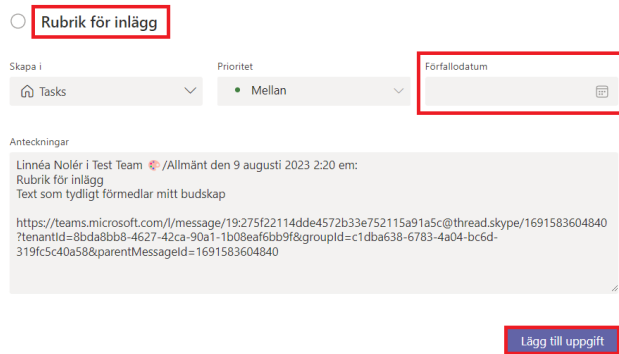 Rubrik för inlägg
Skapa i
Prioritet
Förfallodatum
Tasks
Mellan
Anteckningar
Linnéa Nolér i Test Team /Allmänt den 9 augusti 2023 2:20 em:
Rubrik för inlägg
Text som tydligt förmedlar mitt budskap
https://teams.microsoft.com/l/message/19:275f22114dde4572b33e752115a91a5c@thread.skype/1691583604840
?tenantId=8bda8bb8-4627-42ca-90a1-1b08eaf6bb9f&groupId=c1dba638-6783-4a04-bc6d-
319fc5c40a58&parentMessageId=1691583604840
Lägg till uppgift